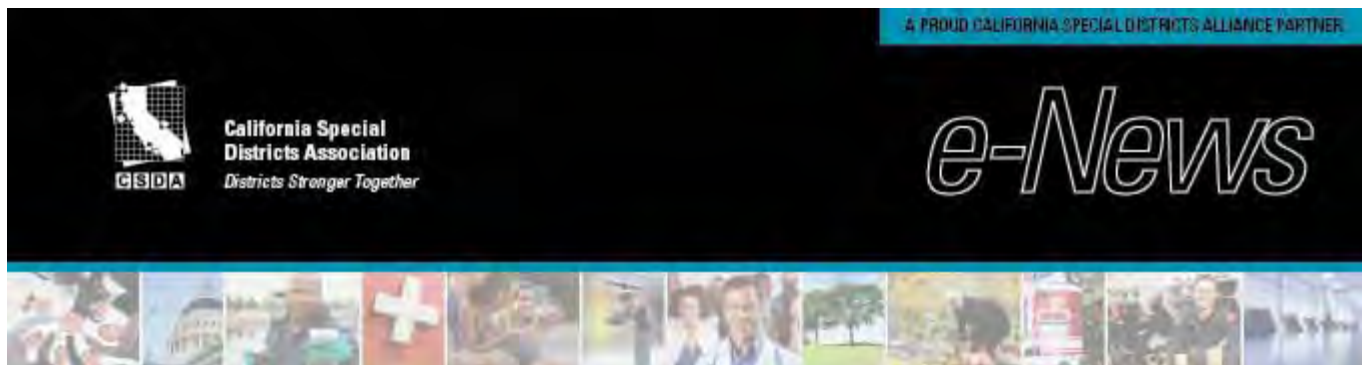 A PROUD CALIFORNIA SPECIAL DISTRICTS ALLIANCE PARTNER
e-News
California Special
Districts Association
Districts Stronger Together
CSDA